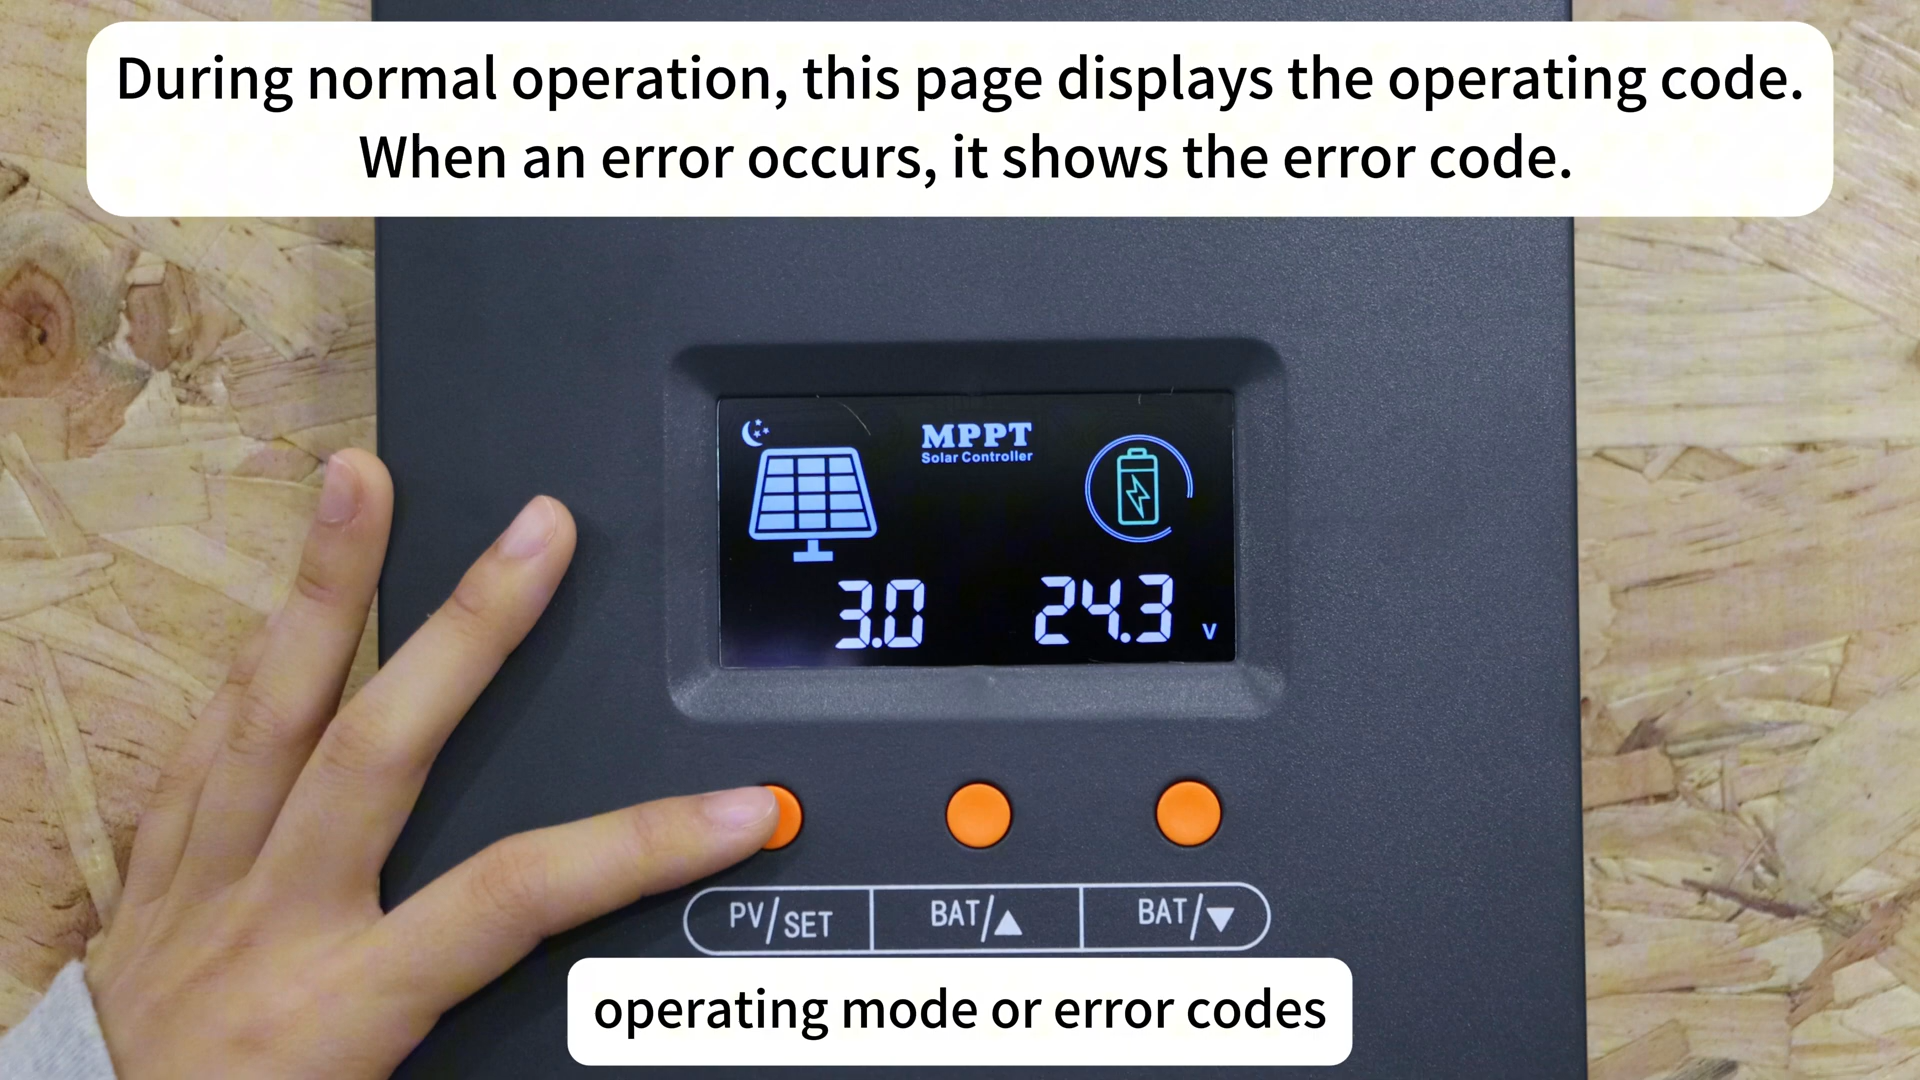 During normal operation, this page displays the operating code.
When an error occurs, it shows the error code.
MPPT
Solar Controller
3.0
24.3 V
PV/SET
BAT/▲
BAT/▼
operating mode or error codes